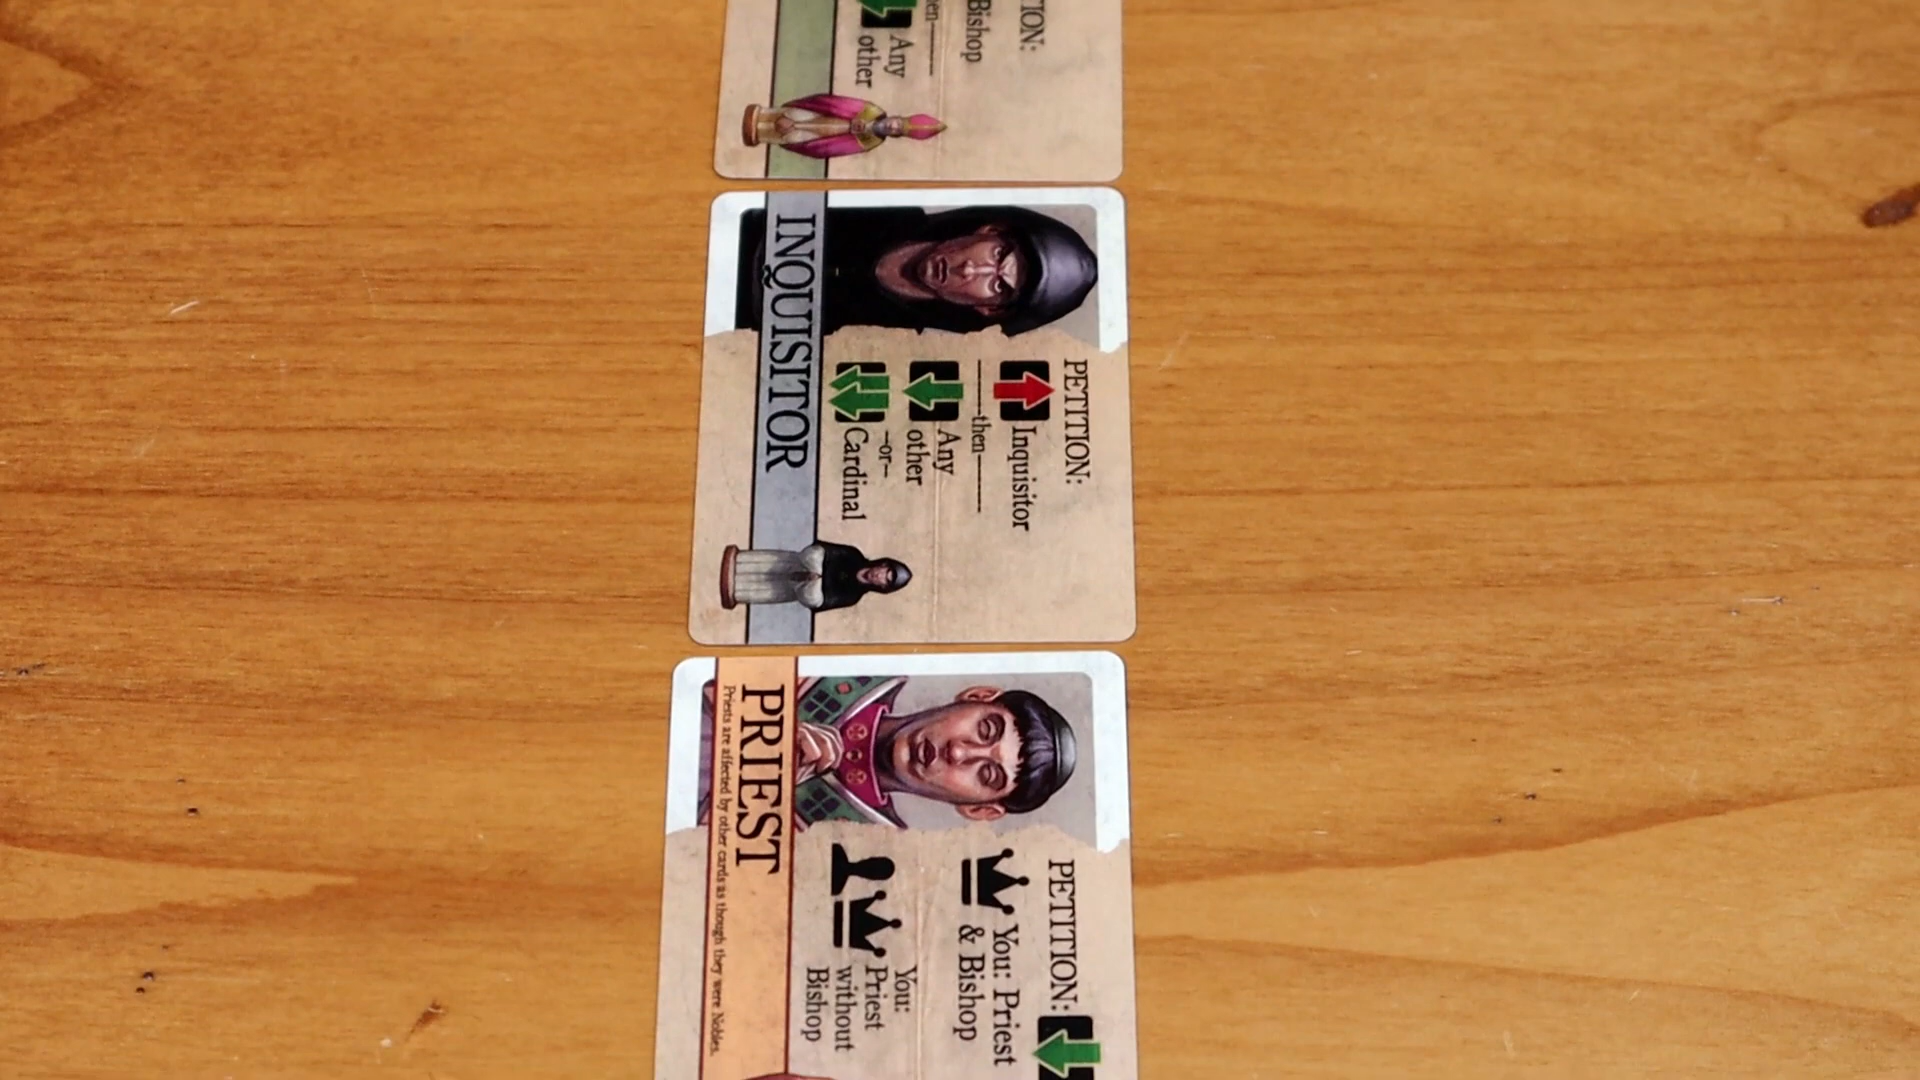 TION:
Bishop
en
Any
other
INQUISITOR
PETITION:
Inquisitor
then
Any
other
-or-
Cardinal
PRIEST
Priests are affected by other cards as though they were Nobles.
PETITION:
You: Priest
& Bishop
You:
Priest
without
Bishop